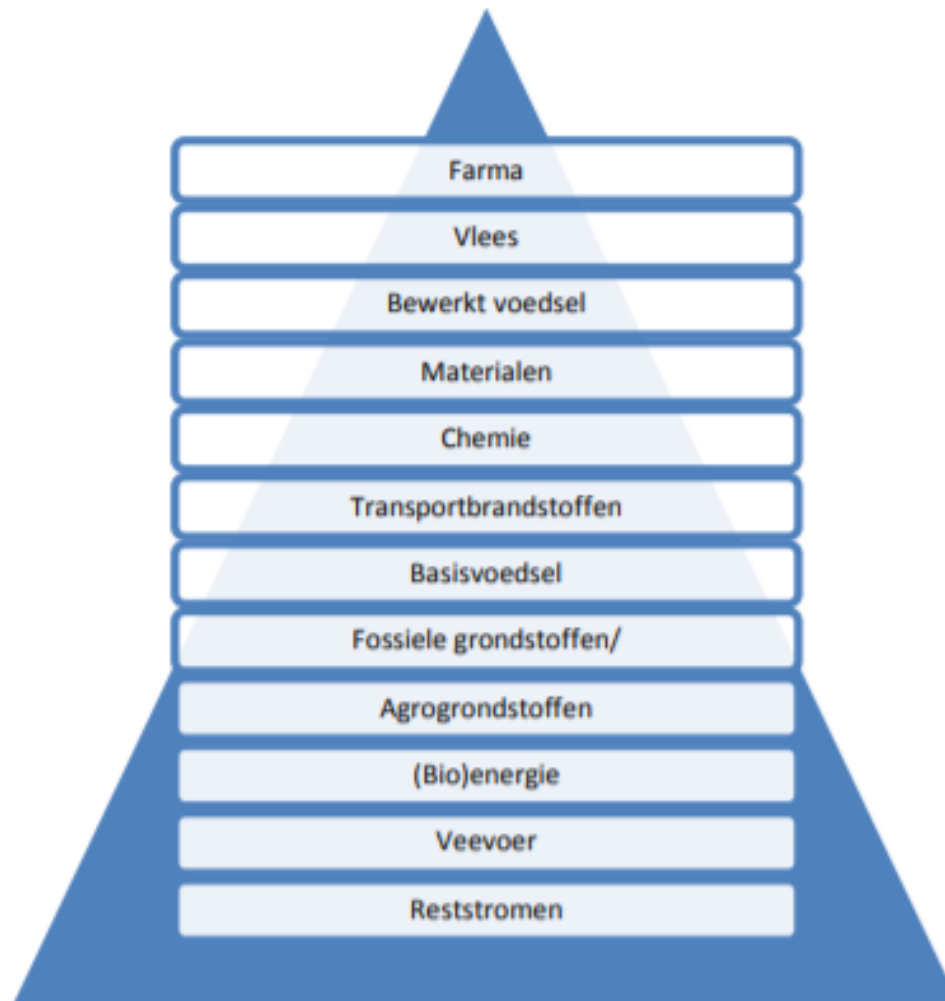 Farma
Vlees
Bewerkt voedsel
Materialen
Chemie
Transportbrandstoffen
Basisvoedsel
Fossiele grondstoffen/
Agrogrondstoffen
(Bio)energie
Veevoer
Reststromen